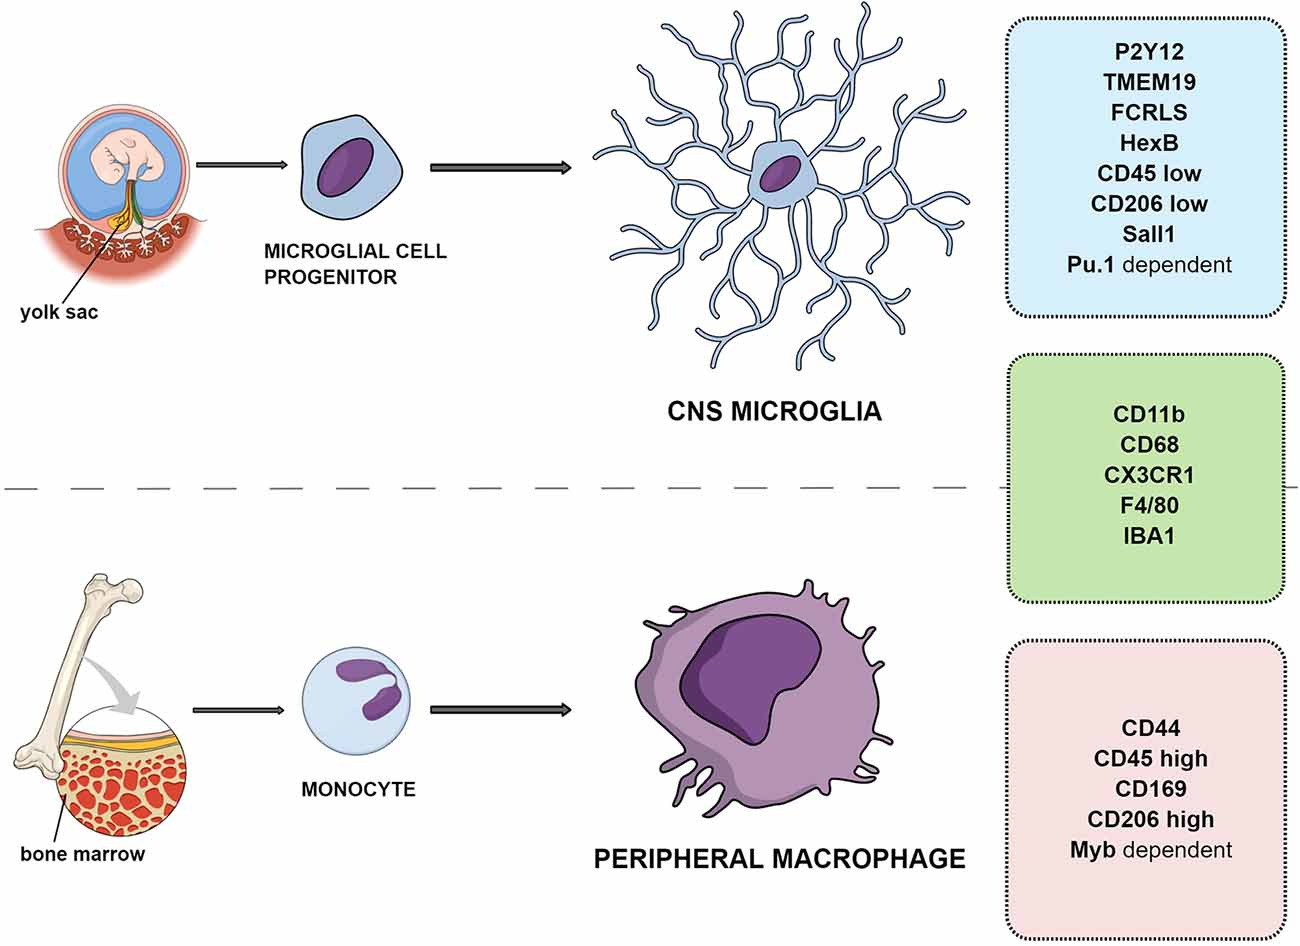 yolk sac
MICROGLIAL CELL
PROGENITOR
CNS MICROGLIA
P2Y12
TMEM19
FCRLS
HexB
CD45 low
CD206 low
Sall1
Pu.1 dependent
CD11b
CD68
CX3CR1
F4/80
IBA1
bone marrow
MONOCYTE
PERIPHERAL MACROPHAGE
CD44
CD45 high
CD169
CD206 high
Myb dependent